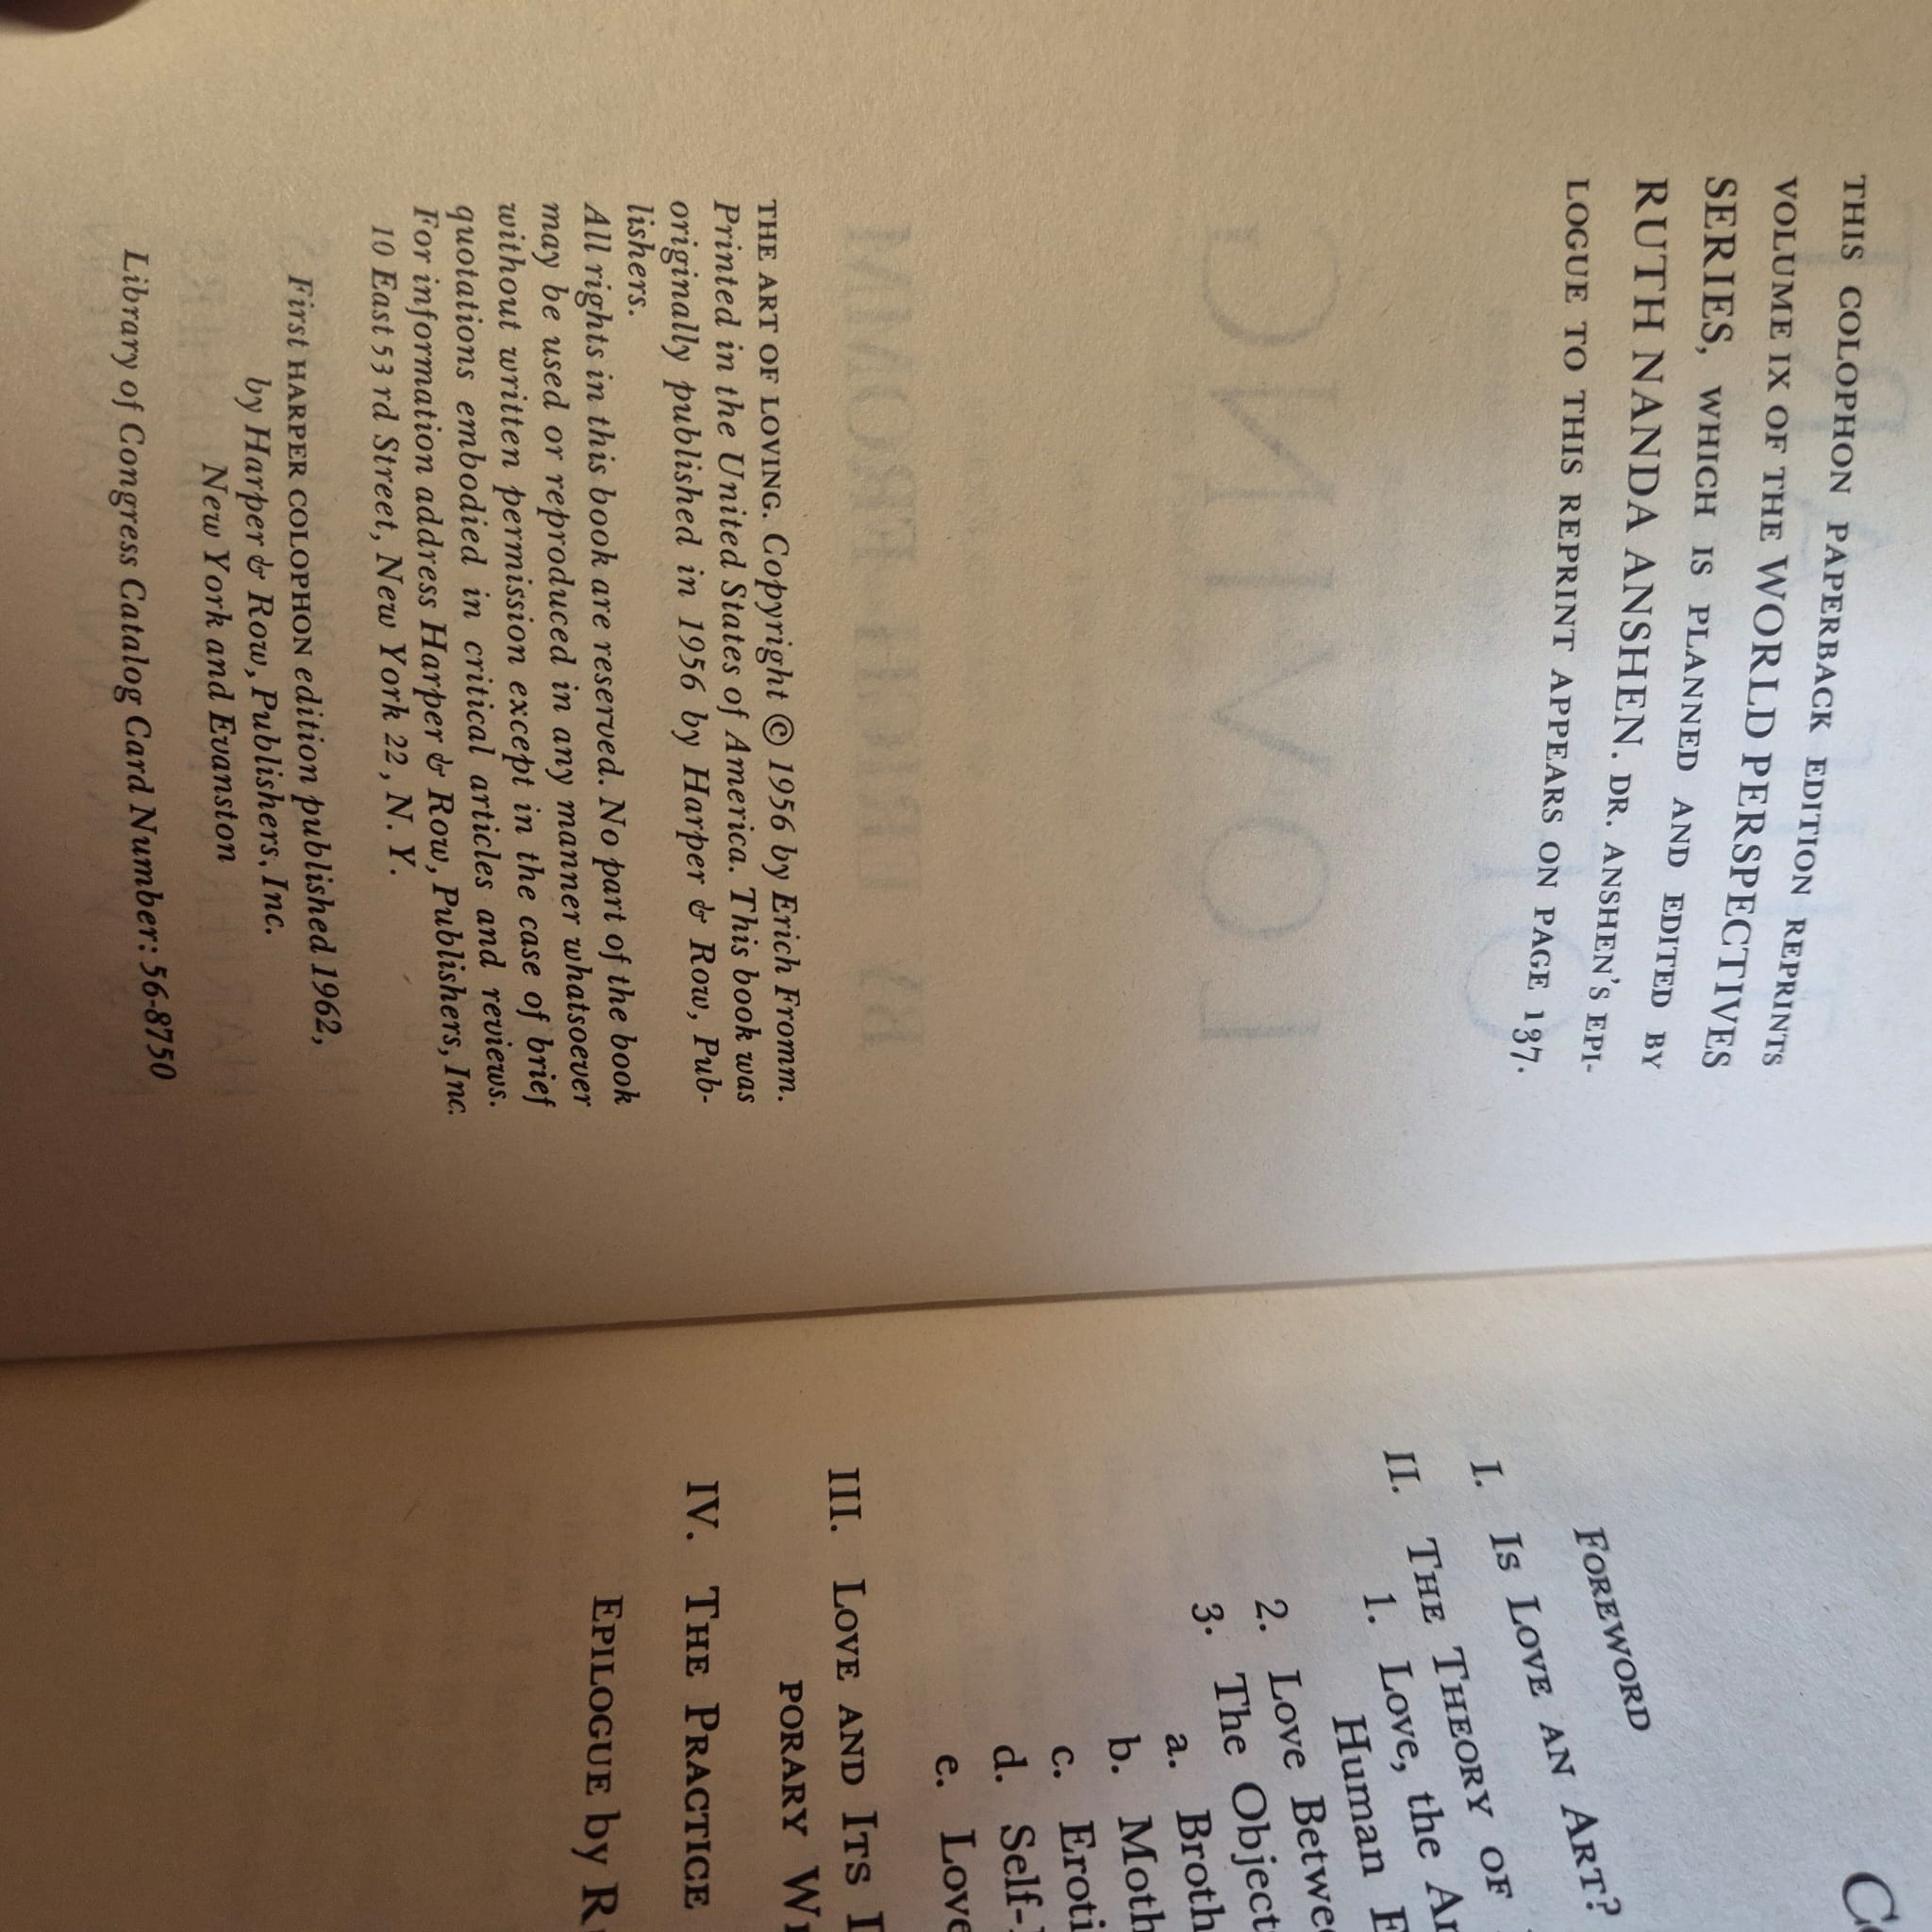 THIS COLOPHON PAPERBACK EDITION REPRINTS
VOLUME IX OF THE WORLD PERSPECTIVES
SERIES, WHICH IS PLANNED AND EDITED BY
RUTH NANDA ANSHEN. DR. ANSHEN'S EPI-
LOGUE TO THIS REPRINT APPEARS ON PAGE 137.
THE ART OF LOVING. Copyright © 1956 by Erich Fromm.
Printed in the United States of America. This book was
originally published in 1956 by Harper & Row, Pub-
lishers.
All rights in this book are reserved. No part of the book
may be used or reproduced in any manner whatsoever
without written permission except in the case of brief
quotations embodied in critical articles and reviews.
For information address Harper & Row, Publishers, Inc.
10 East 53rd Street, New York 22, N. Y.
First HARPER COLOPHON edition published 1962,
by Harper & Row, Publishers, Inc.
New York and Evanston
Library of Congress Catalog Card Number: 56-8750
FOREWORD
I. IS LOVE AN ART?
II. THE THEORY OF
1. Love, the
Human
2. Love
3. The
a.
b.
c.
d.
e. Love
III. LOVE AND ITS
PORARY
IV. THE PRACTICE
EPILOGUE by